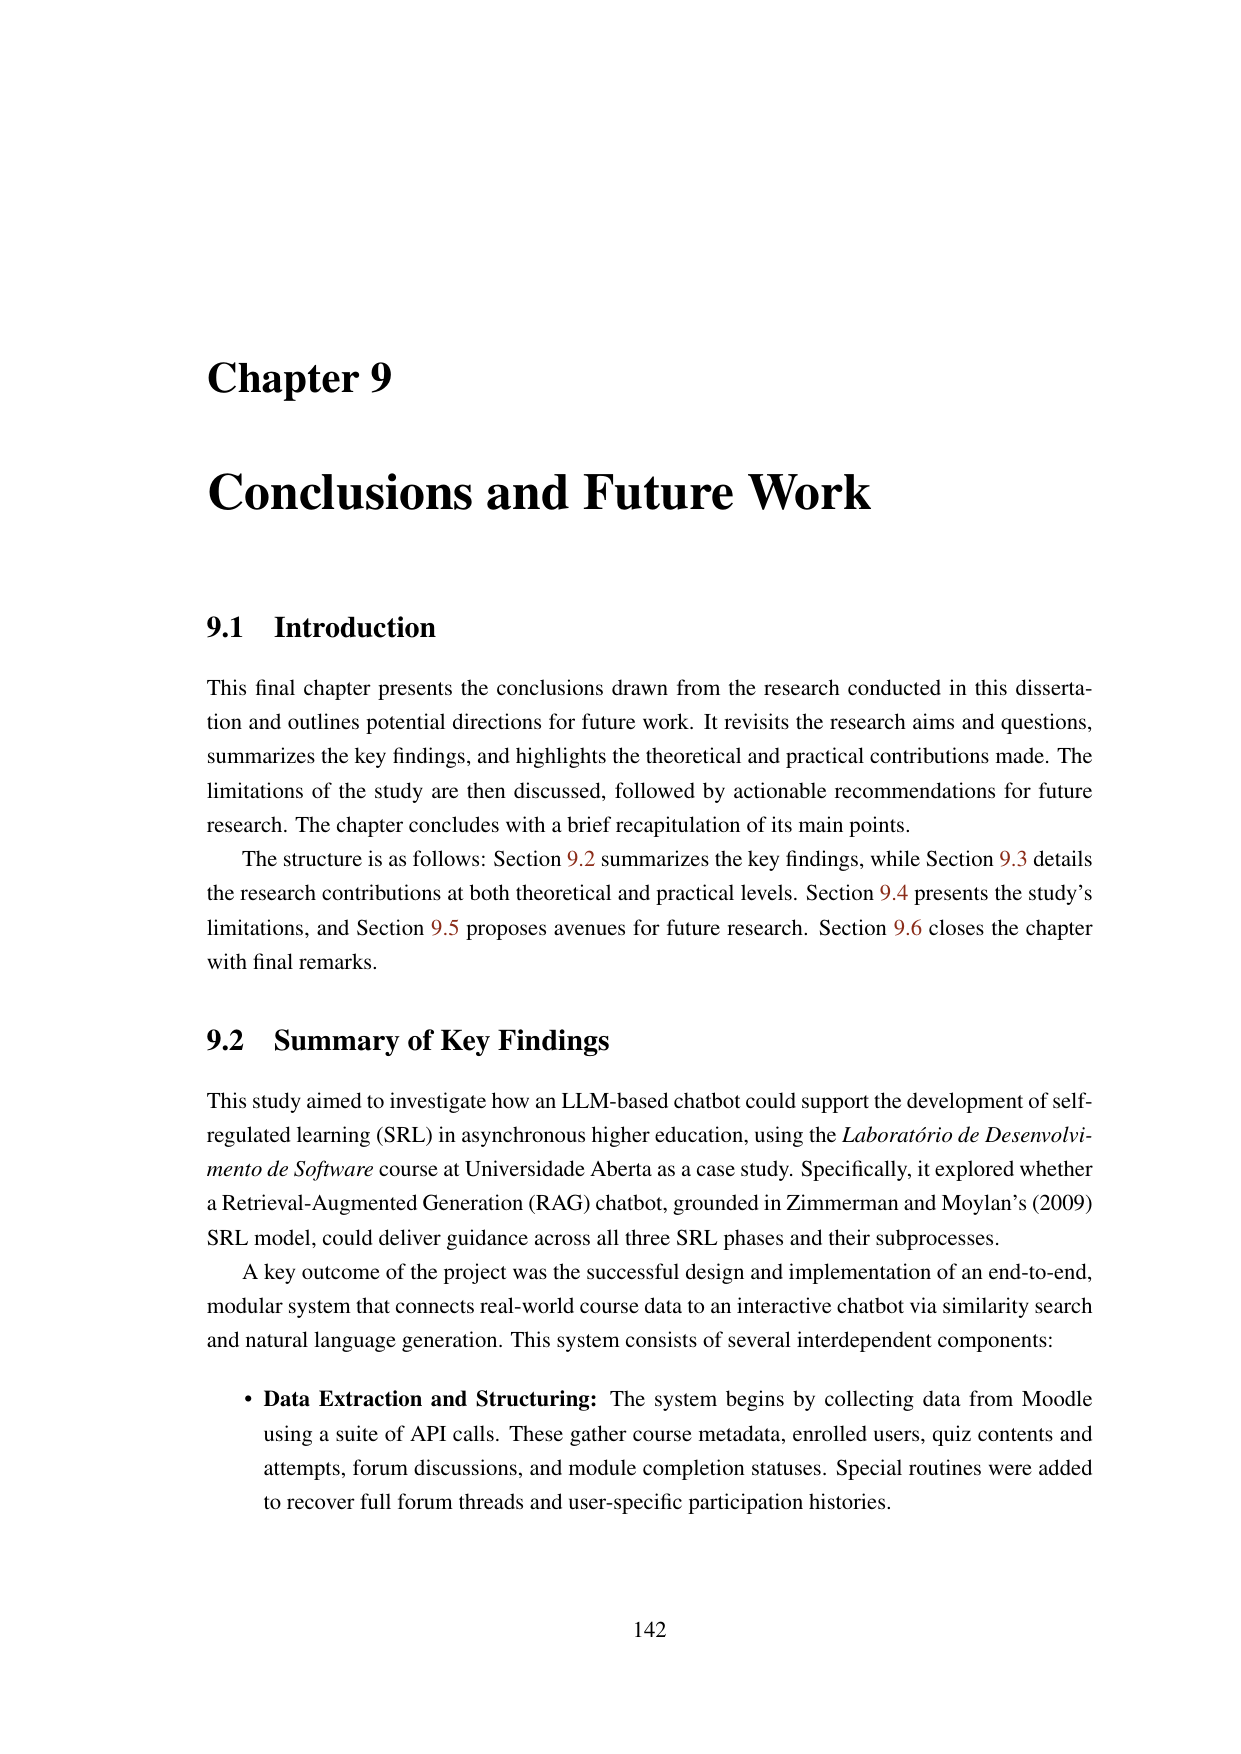 Chapter 9
Conclusions and Future Work
9.1 Introduction
This final chapter presents the conclusions drawn from the research conducted in this disserta-
tion and outlines potential directions for future work. It revisits the research aims and questions,
summarizes the key findings, and highlights the theoretical and practical contributions made. The
limitations of the study are then discussed, followed by actionable recommendations for future
research. The chapter concludes with a brief recapitulation of its main points.
The structure is as follows: Section 9.2 summarizes the key findings, while Section 9.3 details
the research contributions at both theoretical and practical levels. Section 9.4 presents the study's
limitations, and Section 9.5 proposes avenues for future research. Section 9.6 closes the chapter
with final remarks.
9.2 Summary of Key Findings
This study aimed to investigate how an LLM-based chatbot could support the development of self-
regulated learning (SRL) in asynchronous higher education, using the Laboratório de Desenvolvi-
mento de Software course at Universidade Aberta as a case study. Specifically, it explored whether
a Retrieval-Augmented Generation (RAG) chatbot, grounded in Zimmerman and Moylan's (2009)
SRL model, could deliver guidance across all three SRL phases and their subprocesses.
A key outcome of the project was the successful design and implementation of an end-to-end,
modular system that connects real-world course data to an interactive chatbot via similarity search
and natural language generation. This system consists of several interdependent components:
• Data Extraction and Structuring: The system begins by collecting data from Moodle
using a suite of API calls. These gather course metadata, enrolled users, quiz contents and
attempts, forum discussions, and module completion statuses. Special routines were added
to recover full forum threads and user-specific participation histories.
142